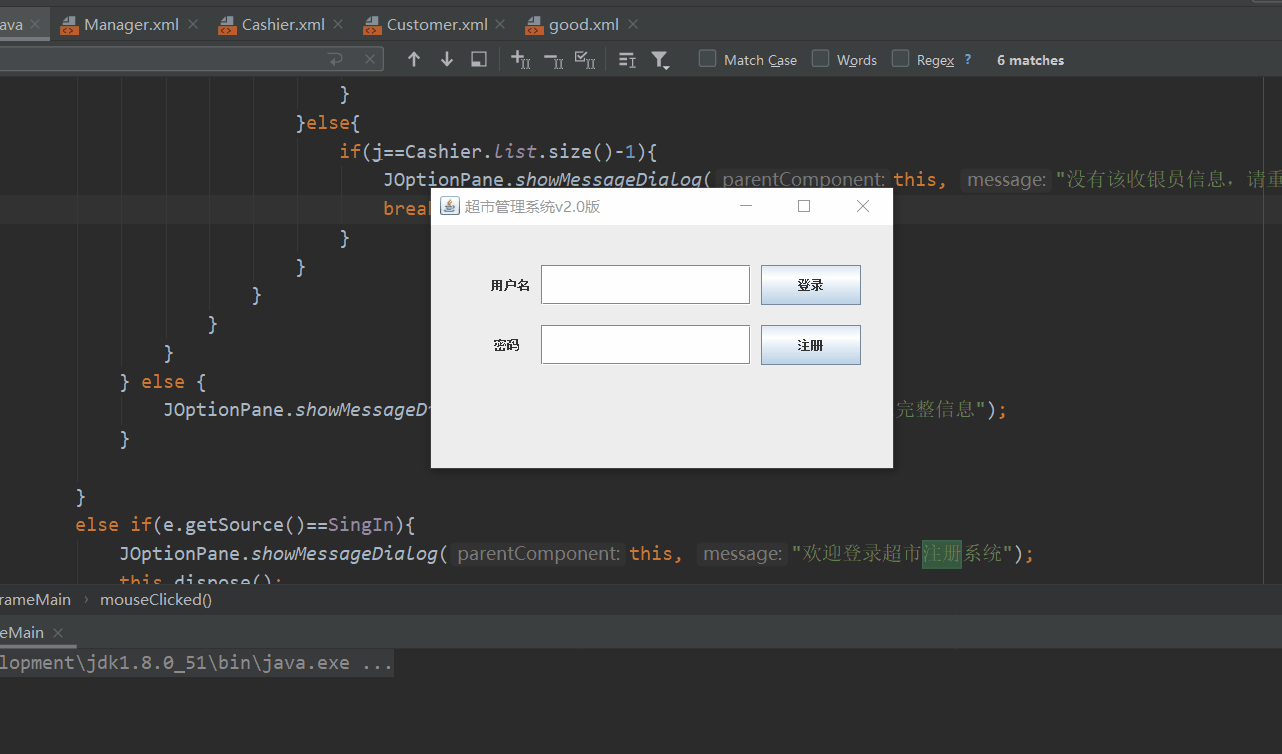 ava Manager.xml Cashier.xml Customer.xml good.xml
Match Case Words Regex ? 6 matches
}
}else{
if(j==Cashier.list.size()-1){
JOptionPane.showMessageDialog( parentComponent: this, message: "没有该收银员信息，请重
break
}
}
}
}
}
} else {
JOptionPane.showMessageD 完整信息");
}
}
else if(e.getSource()==SingIn){
JOptionPane.showMessageDialog( parentComponent: this, message: "欢迎登录超市注册系统");
this.dispose();
超市管理系统v2.0版
用户名 登录
密码 注册
rameMain › mouseClicked()
eMain
lopment\jdk1.8.0_51\bin\java.exe ...